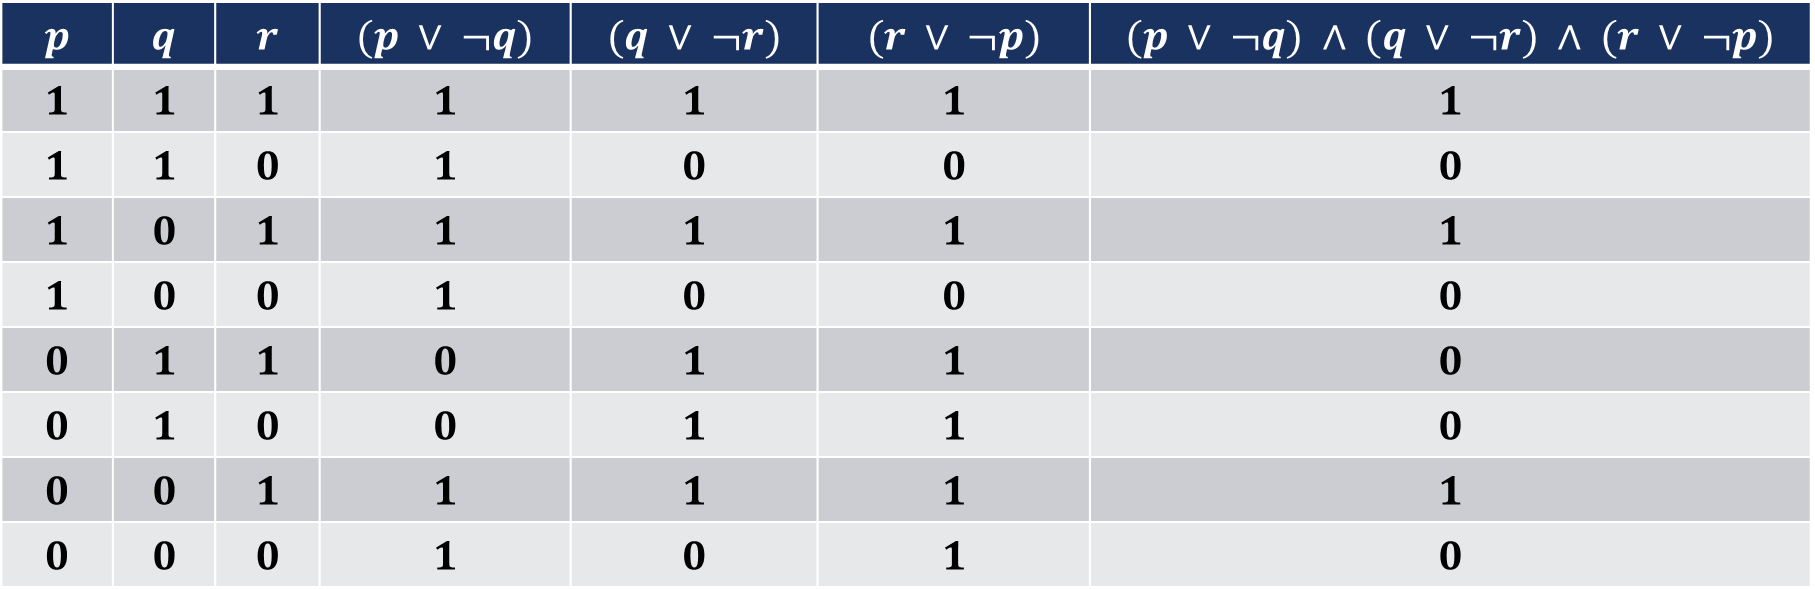 p q r (p ∨ ¬q) (q ∨ ¬r) (r ∨ ¬p) (p ∨ ¬q) ∧ (q ∨ ¬r) ∧ (r ∨ ¬p)
1 1 1 1 1 1 1
1 1 0 1 0 0 0
1 0 1 1 1 1 1
1 0 0 1 0 0 0
0 1 1 0 1 1 0
0 1 0 0 1 1 0
0 0 1 1 1 1 1
0 0 0 1 0 1 0